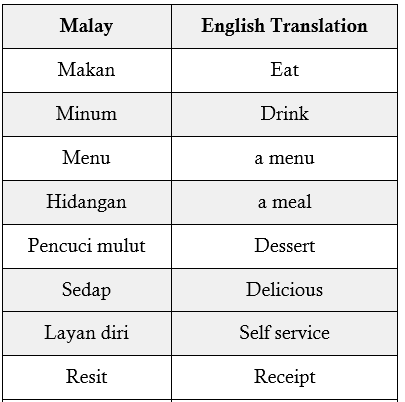 Malay English Translation
Makan Eat
Minum Drink
Menu a menu
Hidangan a meal
Pencuci mulut Dessert
Sedap Delicious
Layan diri Self service
Resit Receipt